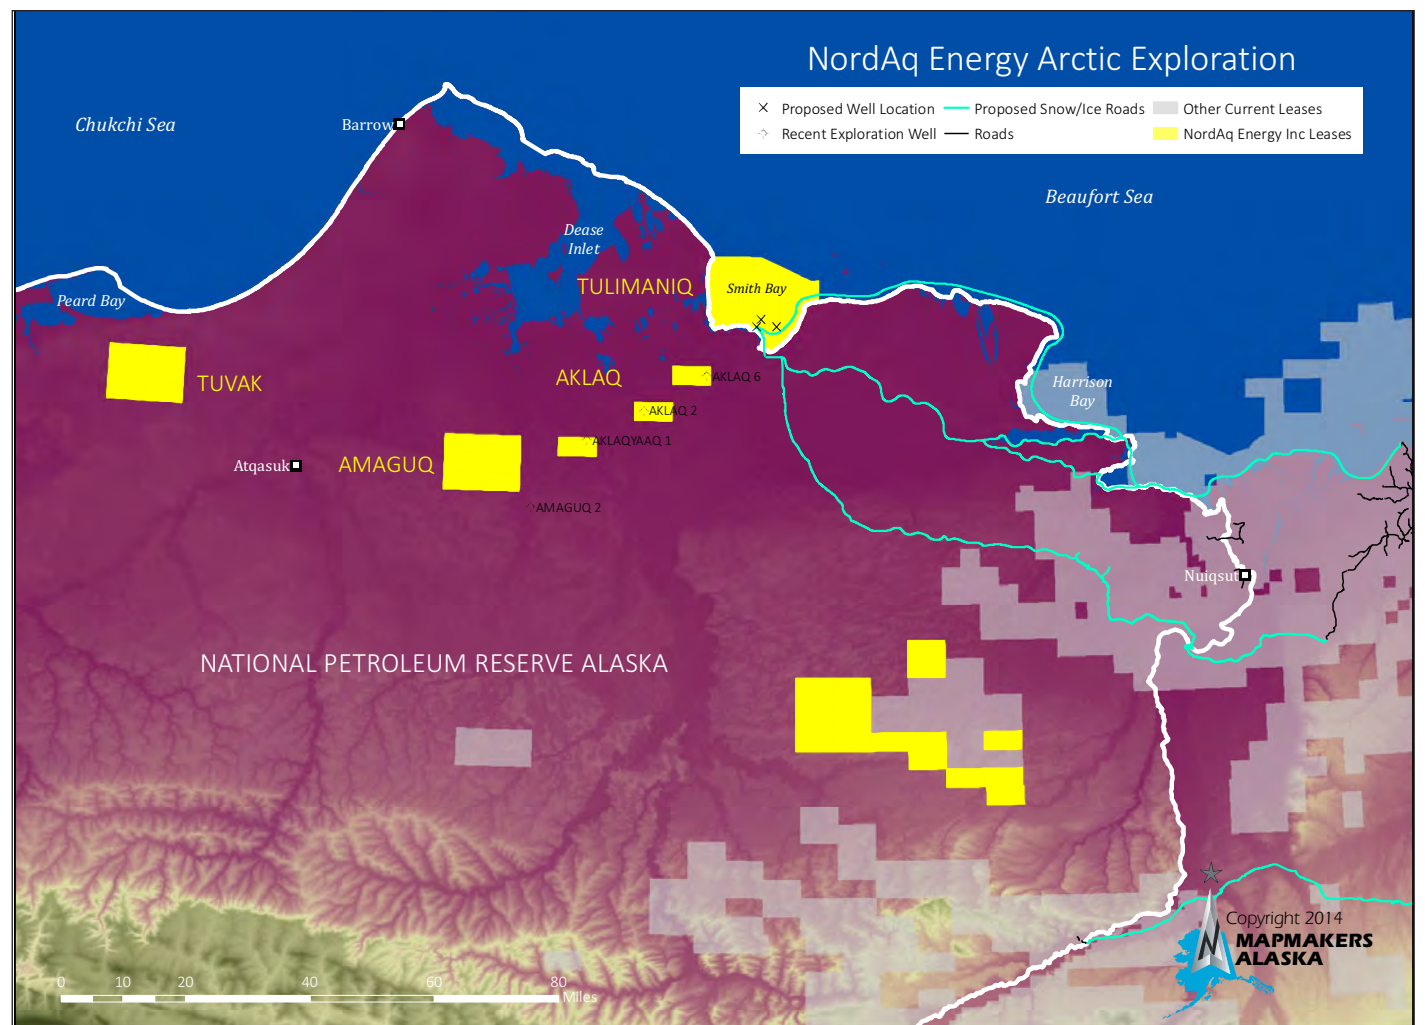 NordAq Energy Arctic Exploration
Proposed Well Location
Proposed Snow/Ice Roads
Other Current Leases
Recent Exploration Well
Roads
NordAq Energy Inc Leases
Chukchi Sea
Barrow
Beaufort Sea
Dease
Inlet
TULIMANIQ
Smith Bay
Peard Bay
TUVAK
AKLAQ
AKLAQ 6
Harrison
Bay
AKLAQ 2
AKLAQYAAQ 1
Atqasuk
AMAGUQ
AMAGUQ 2
Nuiqsut
NATIONAL PETROLEUM RESERVE ALASKA
N
Copyright 2014
MAPMAKERS
ALASKA
0 10 20 40 60 80
Miles